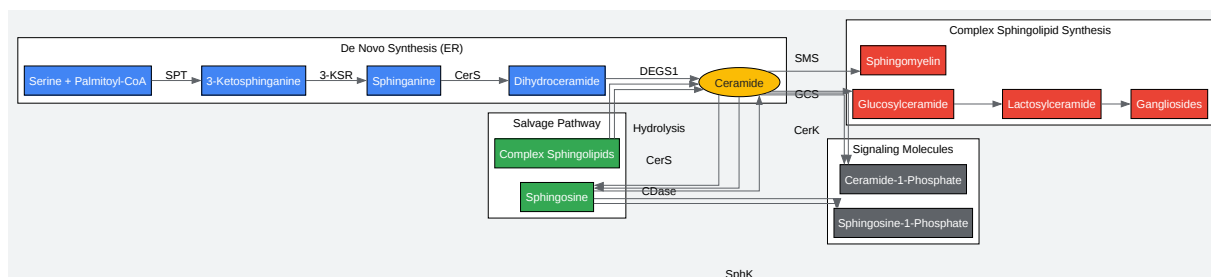 Complex Sphingolipid Synthesis
De Novo Synthesis (ER)
SMS
Sphingomyelin
Serine + Palmitoyl-CoA
SPT
3-Ketosphinganine
3-KSR
Sphinganine
CerS
Dihydroceramide
DEGS1
Ceramide
GCS
Glucosylceramide
Lactosylceramide
Gangliosides
Salvage Pathway
Hydrolysis
CerK
Complex Sphingolipids
Signaling Molecules
CerS
Ceramide-1-Phosphate
Sphingosine
CDase
Sphingosine-1-Phosphate
SphK